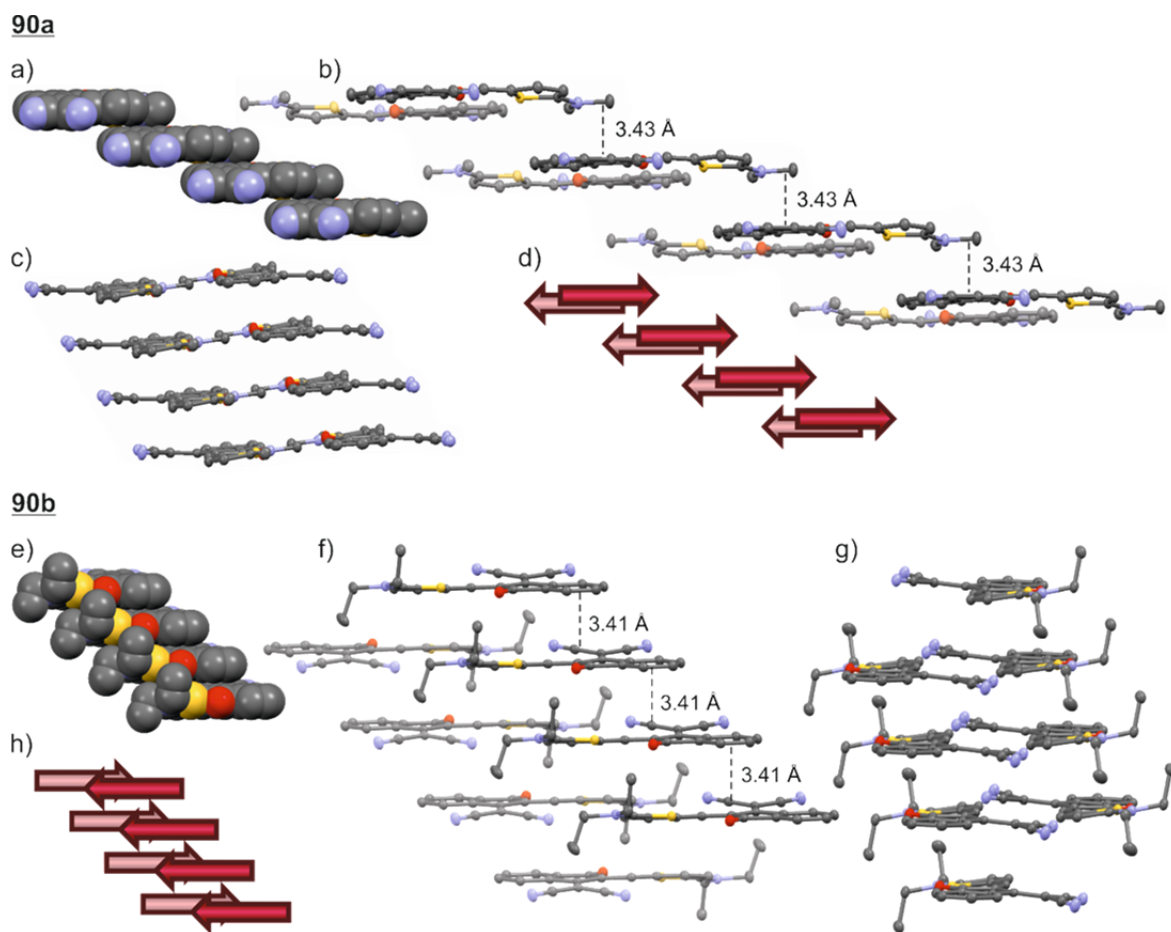 90a
a)
b)
3.43 Å
3.43 Å
3.43 Å
c)
d)
90b
e)
f)
g)
3.41 Å
3.41 Å
3.41 Å
h)